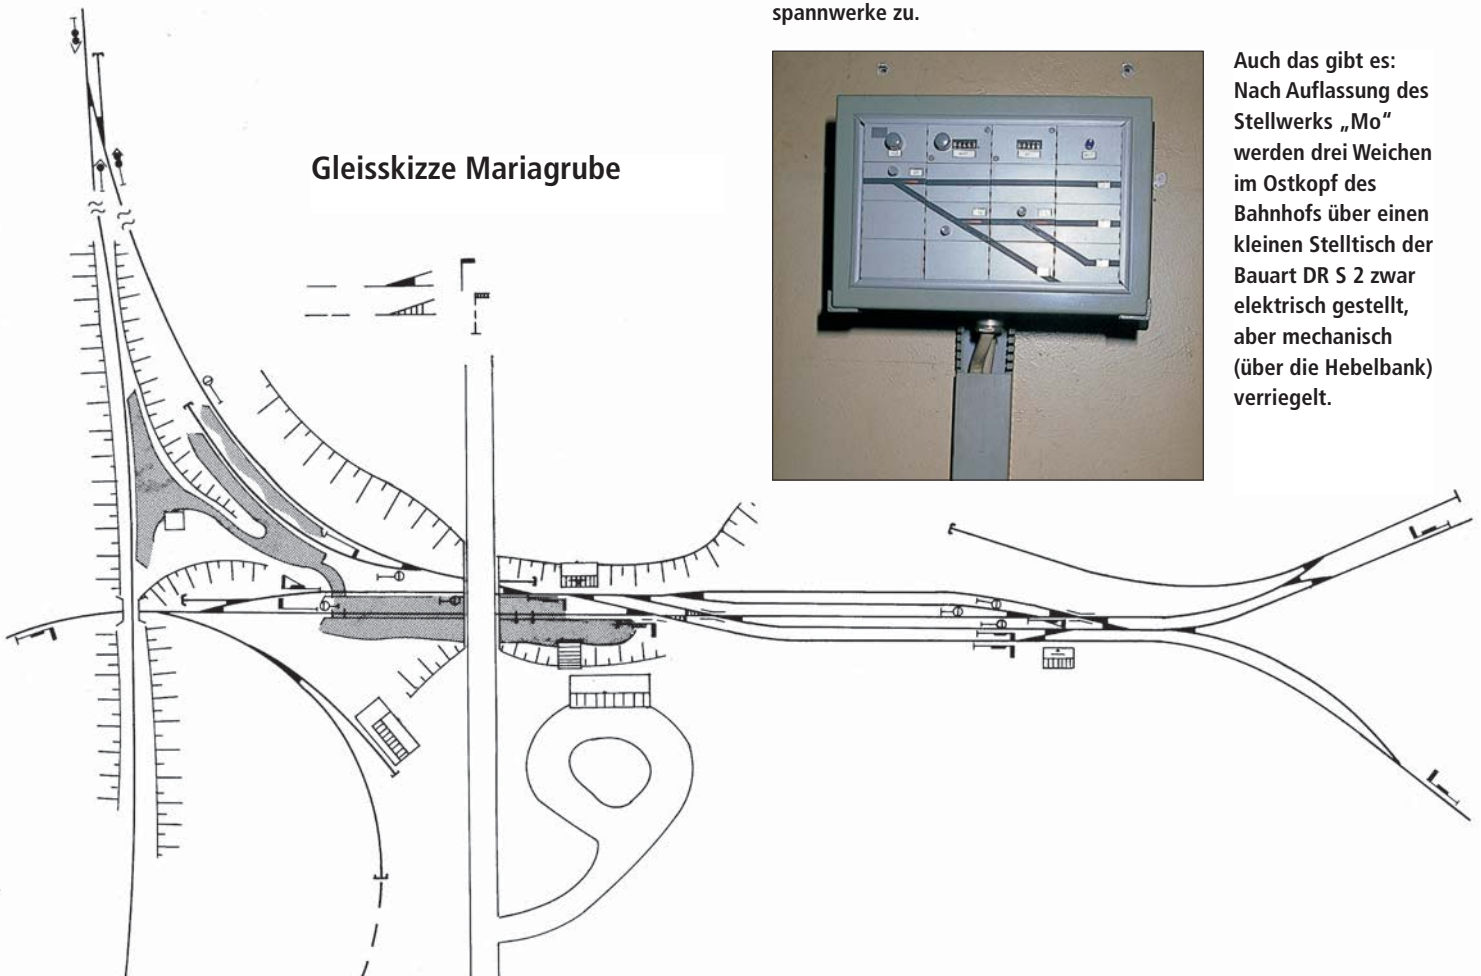 spannwerke zu.
Gleisskizze Mariagrube
Auch das gibt es:
Nach Auflassung des
Stellwerks „Mo“
werden drei Weichen
im Ostkopf des
Bahnhofs über einen
kleinen Stelltisch der
Bauart DR S 2 zwar
elektrisch gestellt,
aber mechanisch
(über die Hebelbank)
verriegelt.